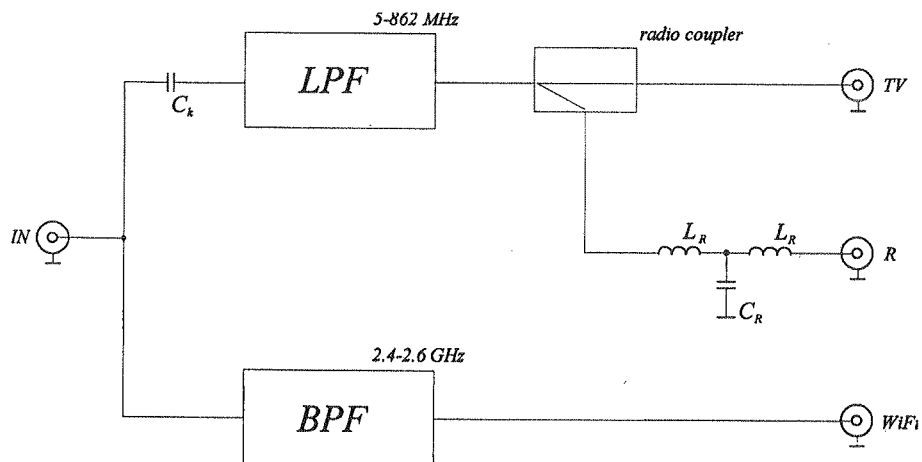 5-862 MHz
radio coupler
LPF
TV
C_k
IN
L_R
L_R
R
C_R
2.4-2.6 GHz
BPF
WiFi